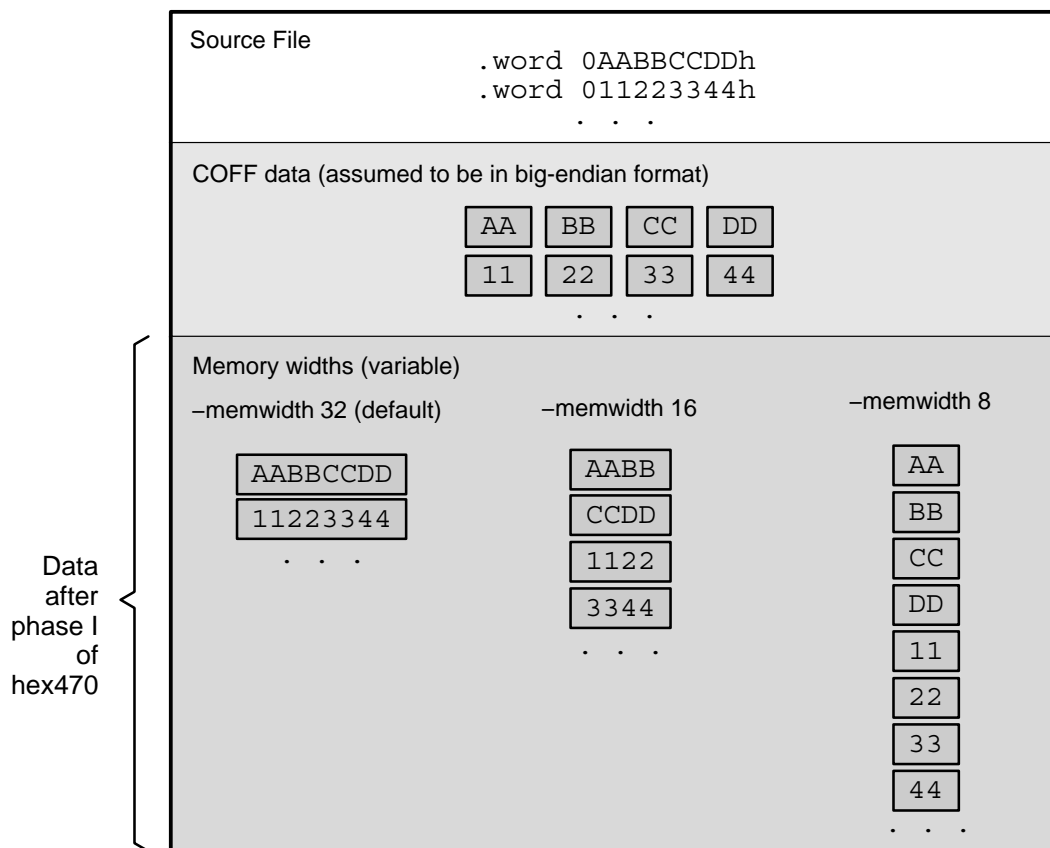 Source File
.word 0AABBCCDDh
.word 011223344h
. . .
COFF data (assumed to be in big-endian format)
AA BB CC DD
11 22 33 44
. . .
Memory widths (variable)
–memwidth 32 (default)
AABBCCDD
11223344
. . .
–memwidth 16
AABB
CCDD
1122
3344
. . .
–memwidth 8
AA
BB
CC
DD
11
22
33
44
. . .
Data
after
phase I
of
hex470